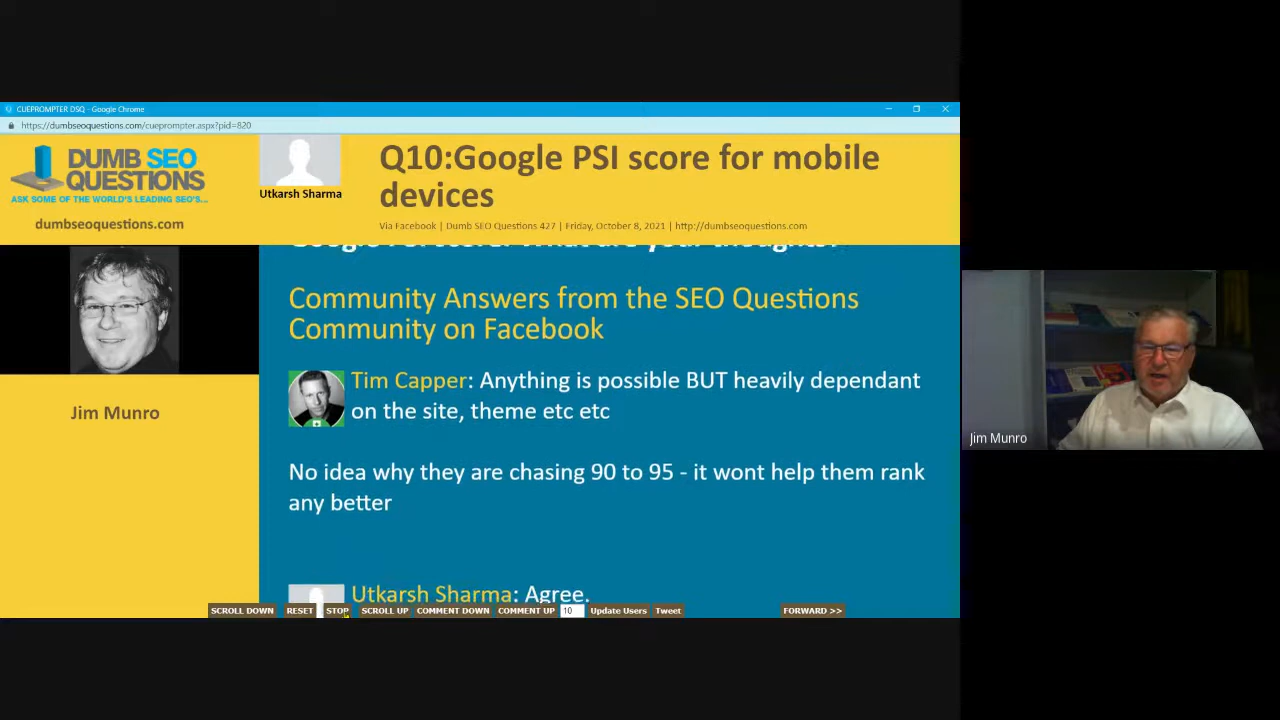 CUEPROMPTER DSQ - Google Chrome
https://dumbseoquestions.com/cueprompter.aspx?pid=820
DUMB SEO
QUESTIONS
ASK SOME OF THE WORLD'S LEADING SEO'S...
dumbseoquestions.com
Utkarsh Sharma
Q10:Google PSI score for mobile
devices
Via Facebook | Dumb SEO Questions 427 | Friday, October 8, 2021 | http://dumbseoquestions.com
What are your thoughts?
Community Answers from the SEO Questions
Community on Facebook
Tim Capper: Anything is possible BUT heavily dependant
on the site, theme etc etc
No idea why they are chasing 90 to 95 - it wont help them rank
any better
Utkarsh Sharma: Agree.
Jim Munro
Jim Munro
SCROLL DOWN
RESET
STOP
SCROLL UP
COMMENT DOWN
COMMENT UP
10
Update Users
Tweet
FORWARD >>